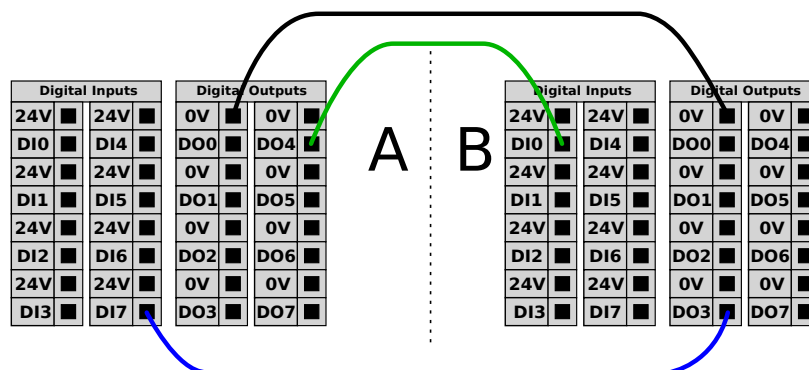 Digital Inputs Digital Outputs Digital Inputs Digital Outputs
24V 24V 0V 0V 24V 24V 0V 0V
DI0 DI4 DO0 DO4 A B DI0 DI4 DO0 DO4
24V 24V 0V 0V 24V 24V 0V 0V
DI1 DI5 DO1 DO5 DI1 DI5 DO1 DO5
24V 24V 0V 0V 24V 24V 0V 0V
DI2 DI6 DO2 DO6 DI2 DI6 DO2 DO6
24V 24V 0V 0V 24V 24V 0V 0V
DI3 DI7 DO3 DO7 DI3 DI7 DO3 DO7